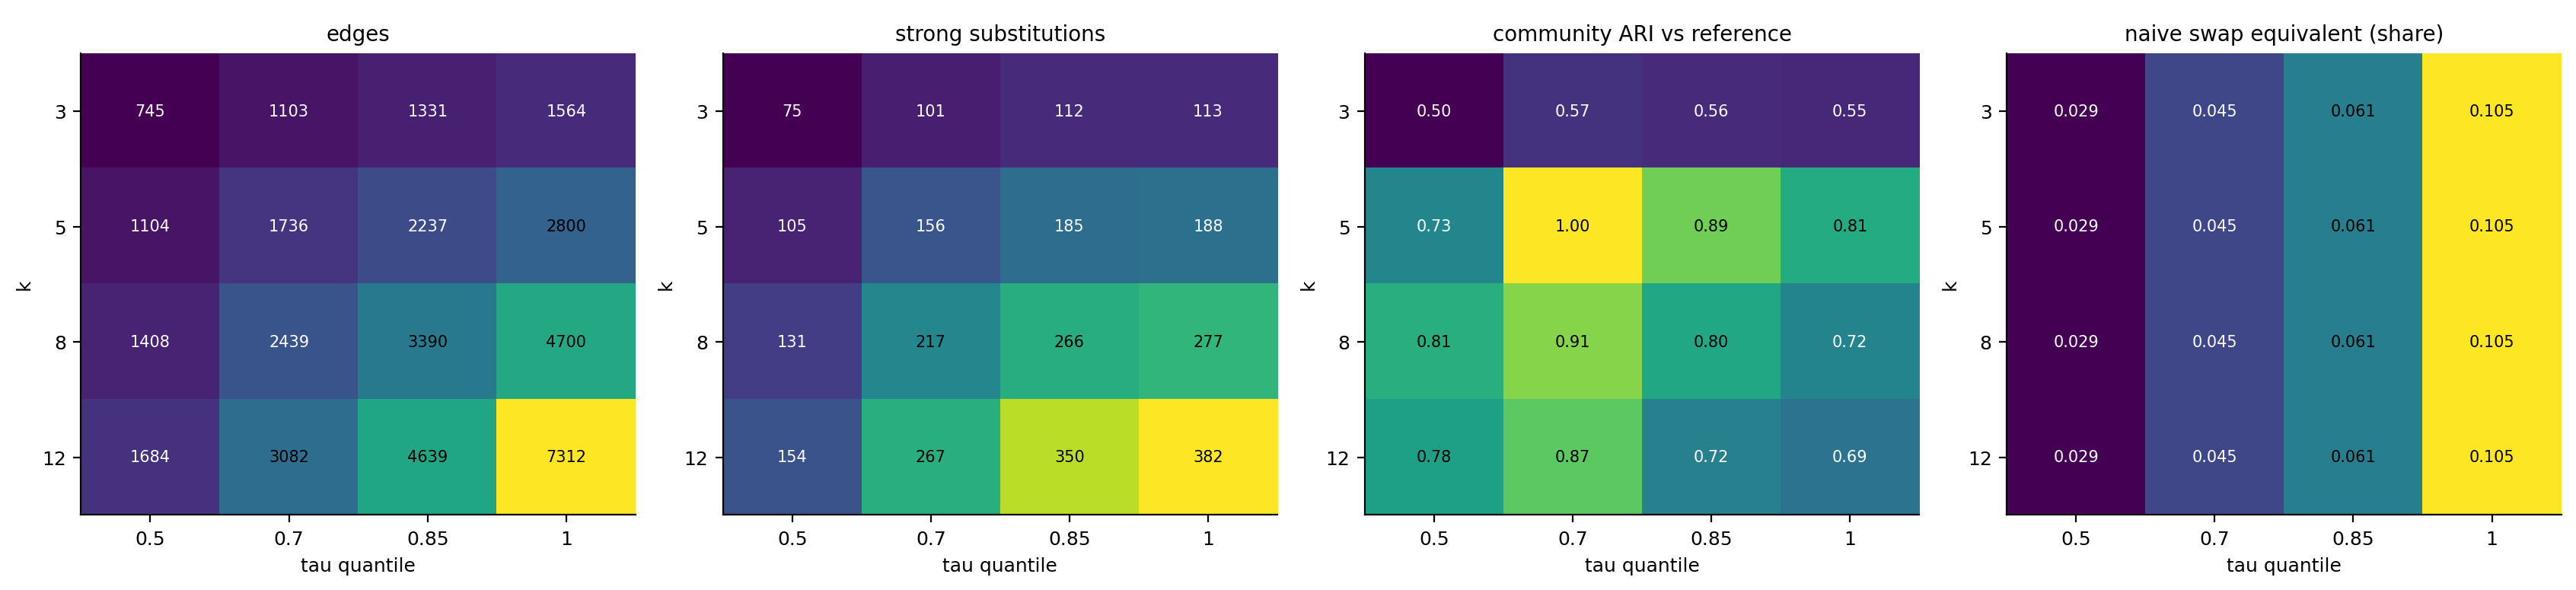 edges
3
745 1103 1331 1564
5
1104 1736 2237 2800
k
8
1408 2439 3390 4700
12
1684 3082 4639 7312
0.5 0.7 0.85 1
tau quantile
strong substitutions
3
75 101 112 113
5
105 156 185 188
k
8
131 217 266 277
12
154 267 350 382
0.5 0.7 0.85 1
tau quantile
community ARI vs reference
3
0.50 0.57 0.56 0.55
5
0.73 1.00 0.89 0.81
k
8
0.81 0.91 0.80 0.72
12
0.78 0.87 0.72 0.69
0.5 0.7 0.85 1
tau quantile
naive swap equivalent (share)
3
0.029 0.045 0.061 0.105
5
0.029 0.045 0.061 0.105
k
8
0.029 0.045 0.061 0.105
12
0.029 0.045 0.061 0.105
0.5 0.7 0.85 1
tau quantile